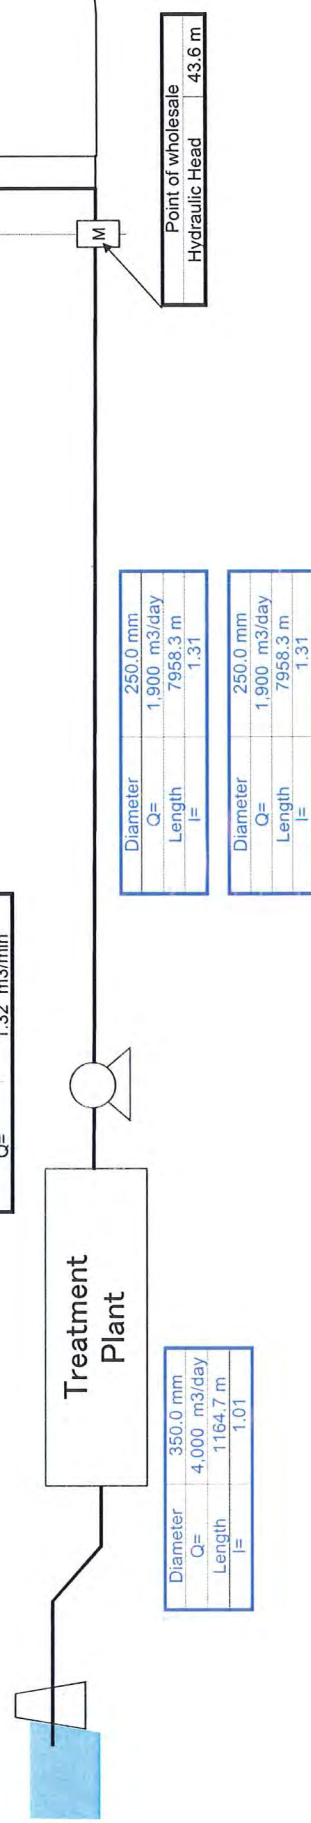 Point of wholesale
Hydraulic Head 43.6 m
M
Q= 1.32 m3/min
Treatment
Plant
Diameter 250.0 mm
Q= 1,900 m3/day
Length 7958.3 m
I= 1.31
Diameter 250.0 mm
Q= 1,900 m3/day
Length 7958.3 m
I= 1.31
Diameter 350.0 mm
Q= 4,000 m3/day
Length 1164.7 m
I= 1.01